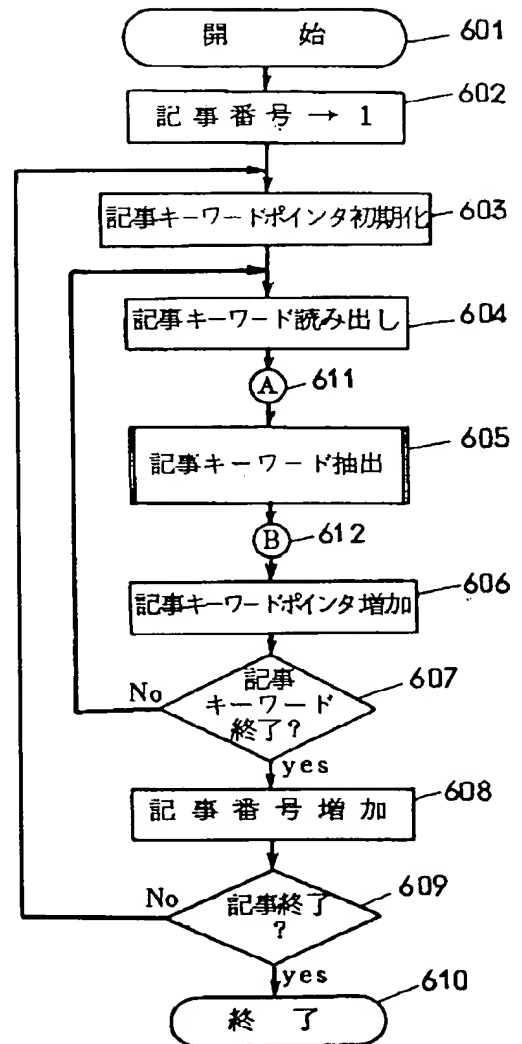 開 始
601
602
記事番号 → 1
記事キーワードポインタ初期化
603
記事キーワード読み出し
604
A
611
記事キーワード抽出
605
B
612
記事キーワードポインタ増加
606
No
記事
キーワード
終了?
607
yes
記事番号増加
608
No
記事終了
?
609
yes
終 了
610